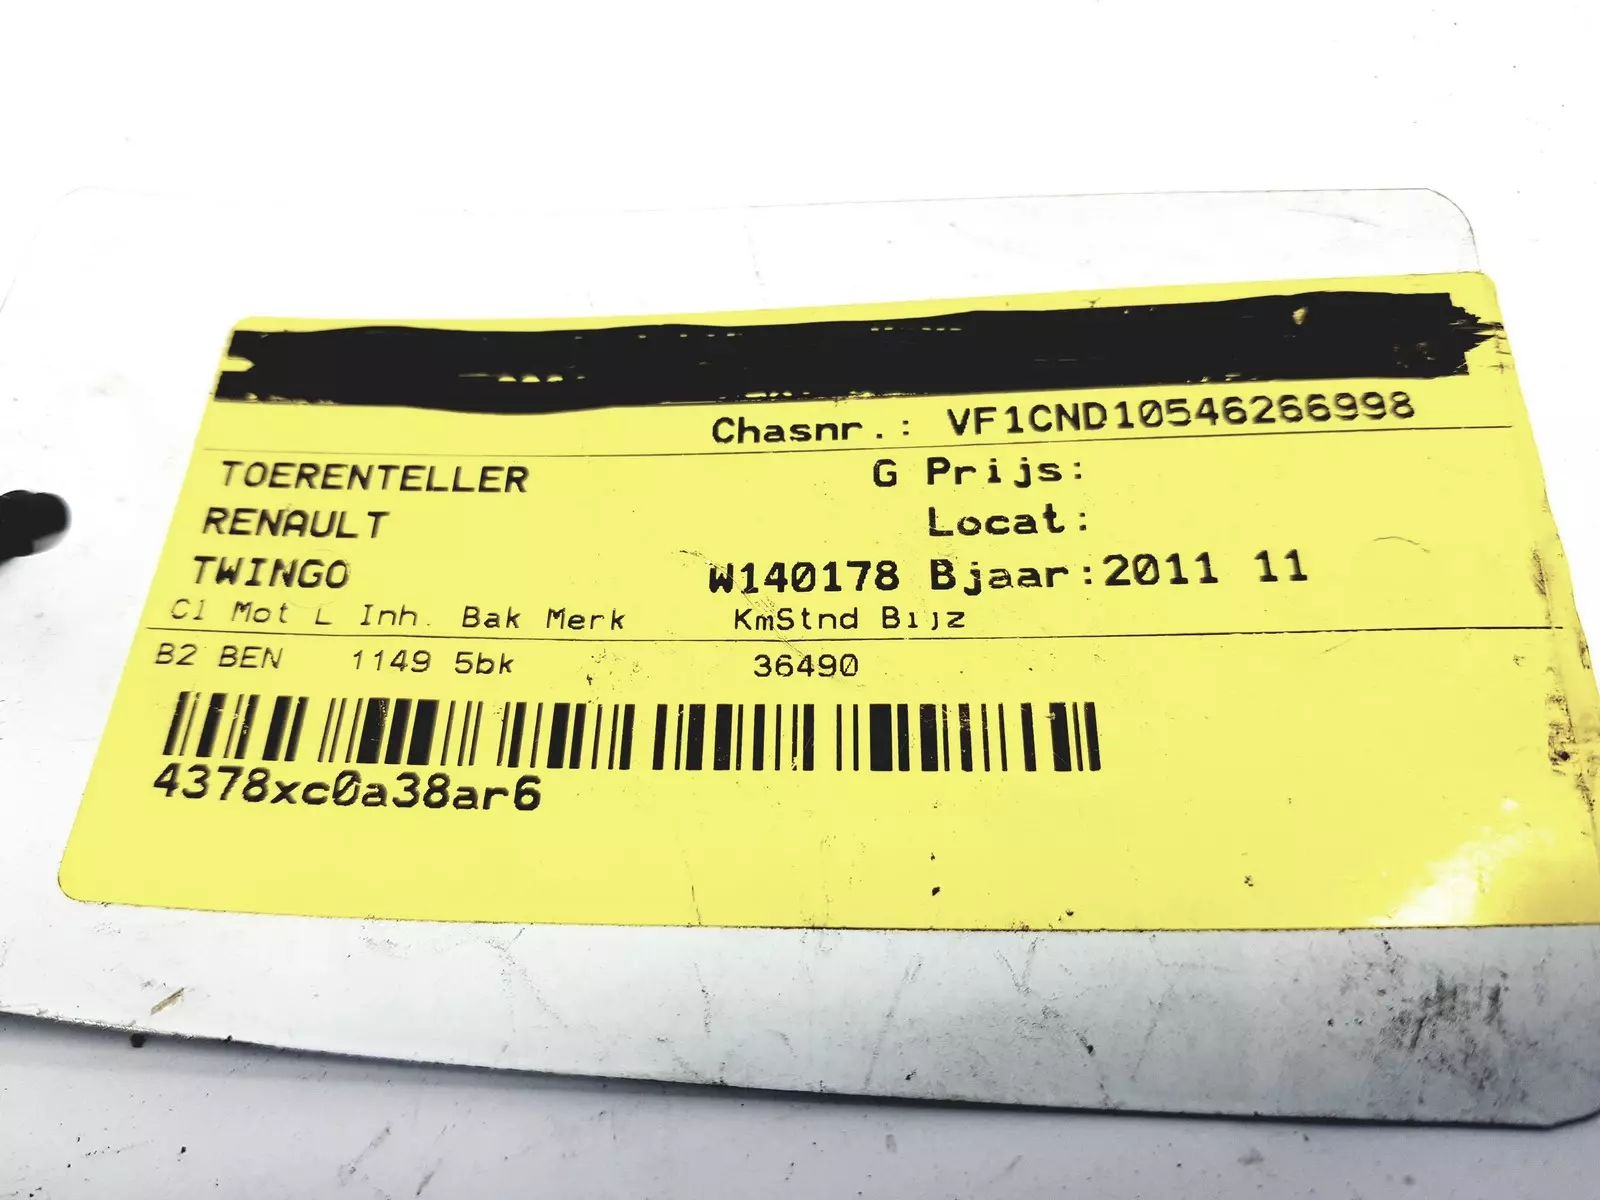 Chasnr.: VF1CND10546266998
TOERENTELLER G Prijs:
RENAULT Locat:
TWINGO W140178 Bjaar:2011 11
Cl Mot L Inh. Bak Merk KmStnd Bijz
B2 BEN 1149 5bk 36490
4378xc0a38ar6